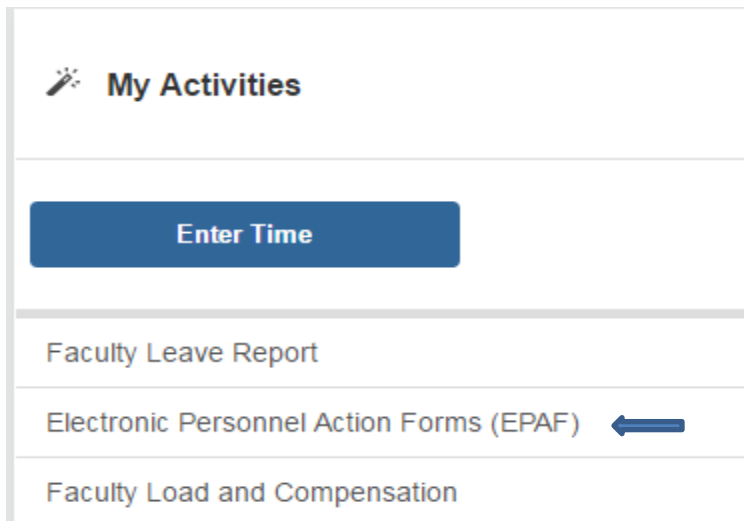 My Activities
Enter Time
Faculty Leave Report
Electronic Personnel Action Forms (EPAF)
Faculty Load and Compensation